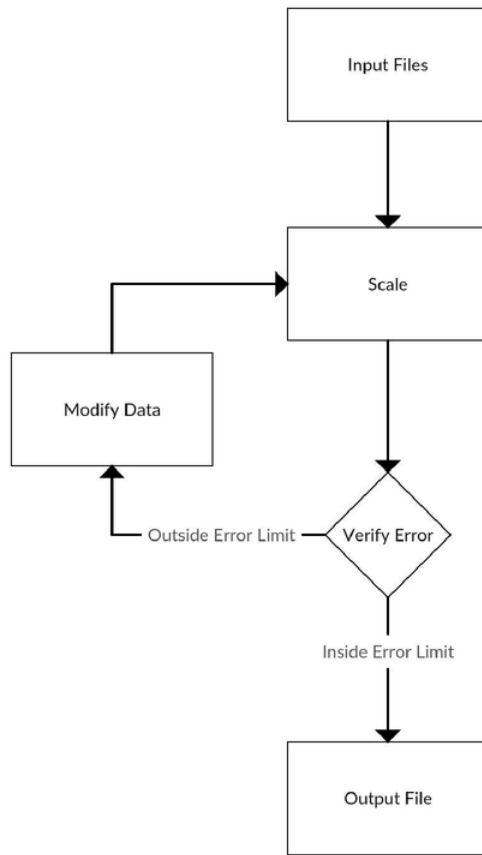 Input Files
Scale
Modify Data
Outside Error Limit
Verify Error
Inside Error Limit
Output File